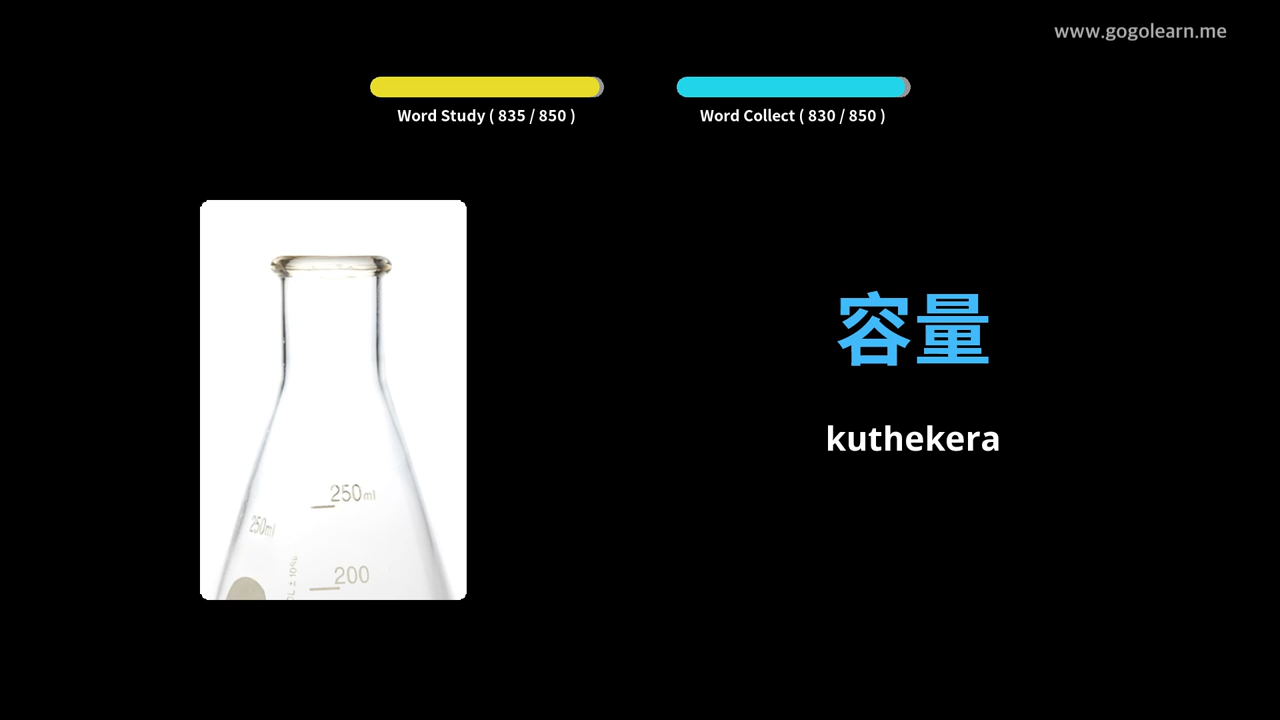 www.gogolearn.me
Word Study ( 835 / 850 )
Word Collect ( 830 / 850 )
容量
kuthekera
250ml
250ml
200